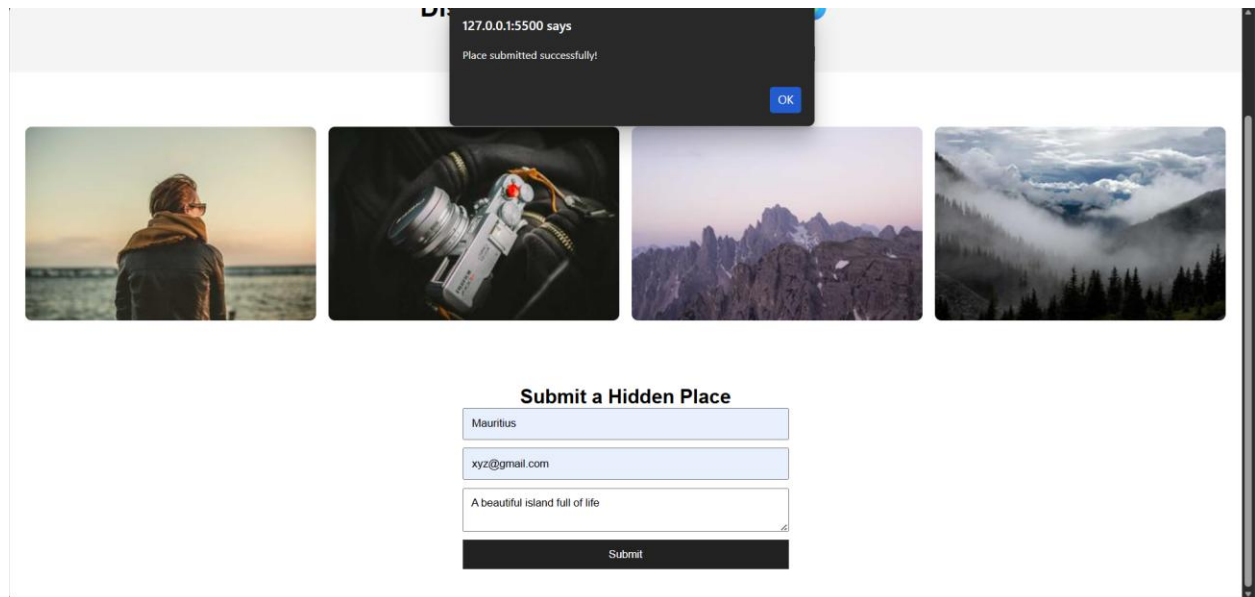 127.0.0.1:5500 says
Place submitted successfully!
OK
Submit a Hidden Place
Mauritius
xyz@gmail.com
A beautiful island full of life
Submit